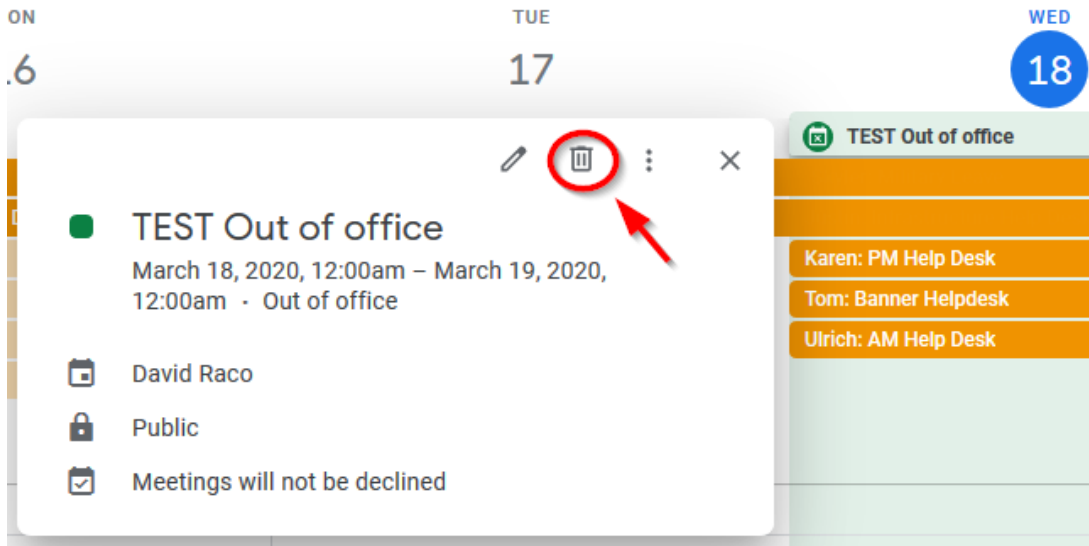 ON
TUE
WED
.6
17
18
TEST Out of office
TEST Out of office
March 18, 2020, 12:00am – March 19, 2020,
12:00am · Out of office
David Raco
Public
Meetings will not be declined
Karen: PM Help Desk
Tom: Banner Helpdesk
Ulrich: AM Help Desk